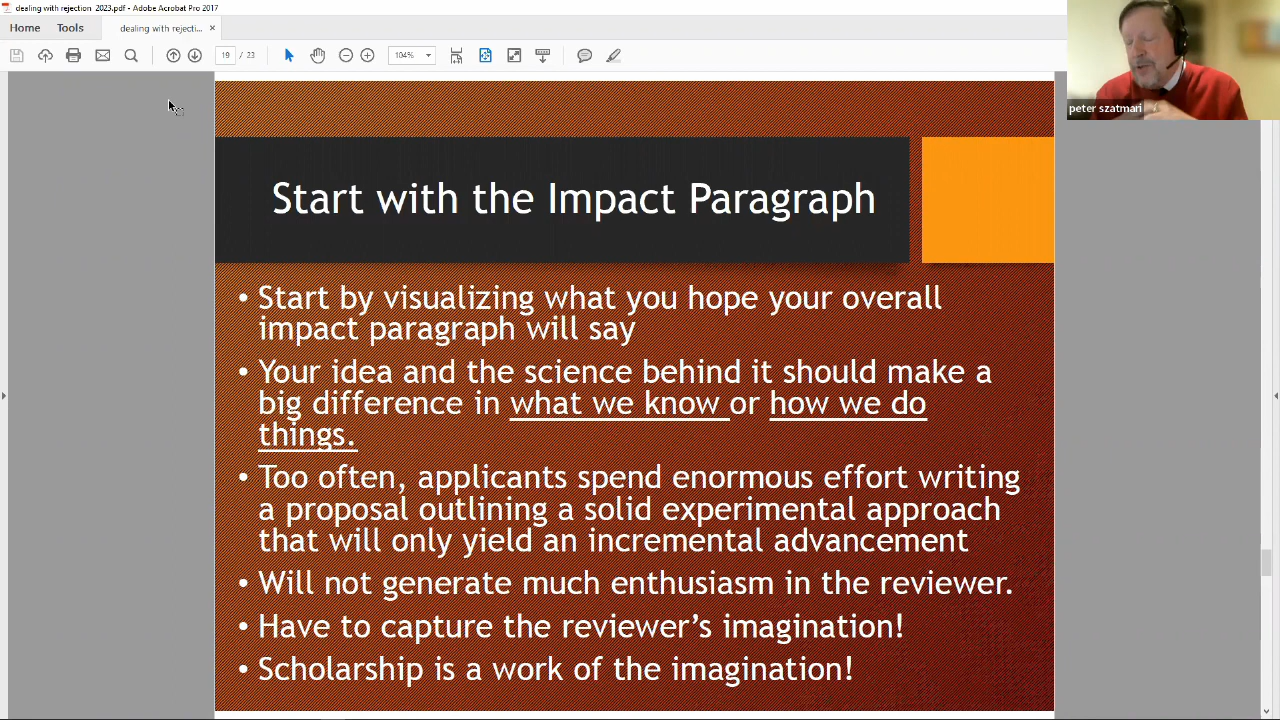 dealing with rejection 2023.pdf - Adobe Acrobat Pro 2017
Home Tools dealing with rejecti... ×
19 / 23 104%
peter szatmari
Start with the Impact Paragraph
• Start by visualizing what you hope your overall
impact paragraph will say
• Your idea and the science behind it should make a
big difference in what we know or how we do
things.
• Too often, applicants spend enormous effort writing
a proposal outlining a solid experimental approach
that will only yield an incremental advancement
• Will not generate much enthusiasm in the reviewer.
• Have to capture the reviewer’s imagination!
• Scholarship is a work of the imagination!